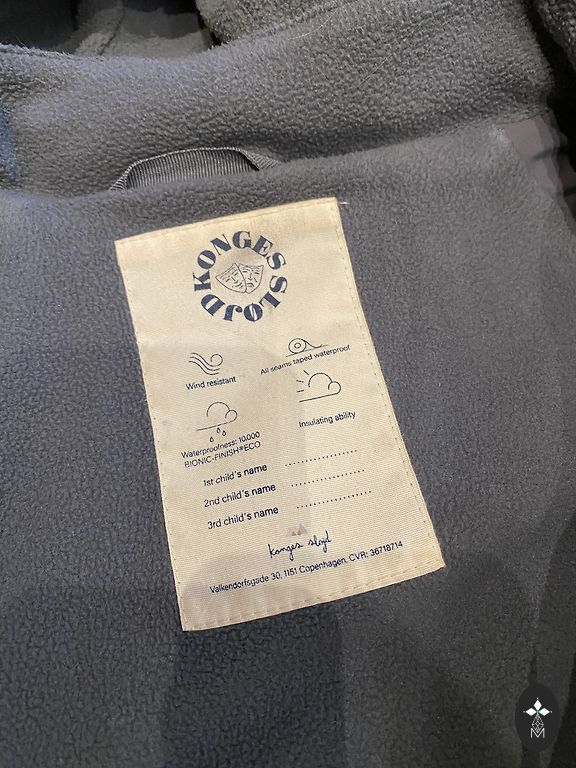 KONGES SLØJD
Wind resistant
All seams taped waterproof
Waterproofness: 10.000
BIONIC-FINISH®ECO
Insulating ability
1st child's name ..................
2nd child's name ..................
3rd child's name ..................
konges sløjd
Valkendorfsgade 30, 1151 Copenhagen, CVR: 36718714
M